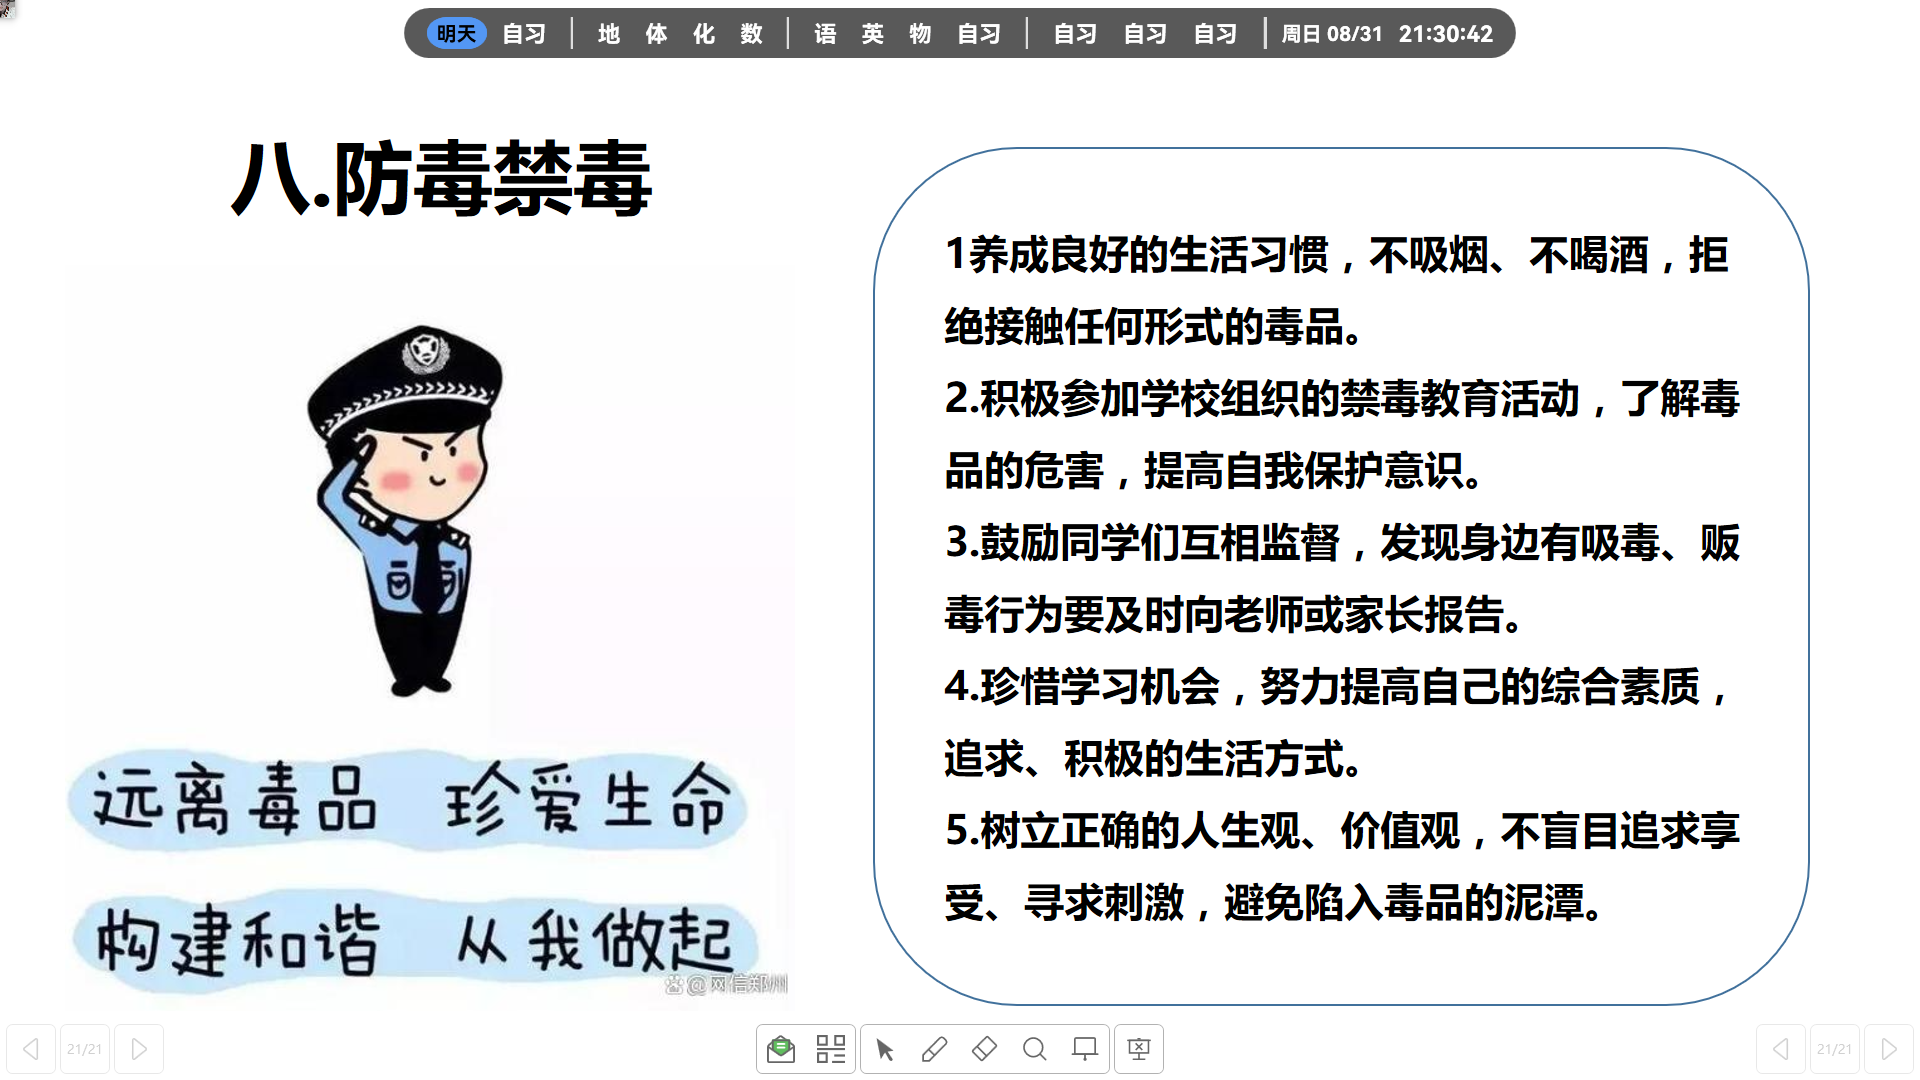 明天 自习 | 地 体 化 数 | 语 英 物 自习 | 自习 自习 自习 | 周日 08/31 21:30:42
八.防毒禁毒
远离毒品 珍爱生命
构建和谐 从我做起
@网信郑州
1养成良好的生活习惯，不吸烟、不喝酒，拒
绝接触任何形式的毒品。
2.积极参加学校组织的禁毒教育活动，了解毒
品的危害，提高自我保护意识。
3.鼓励同学们互相监督，发现身边有吸毒、贩
毒行为要及时向老师或家长报告。
4.珍惜学习机会，努力提高自己的综合素质，
追求、积极的生活方式。
5.树立正确的人生观、价值观，不盲目追求享
受、寻求刺激，避免陷入毒品的泥潭。
21/21
21/21